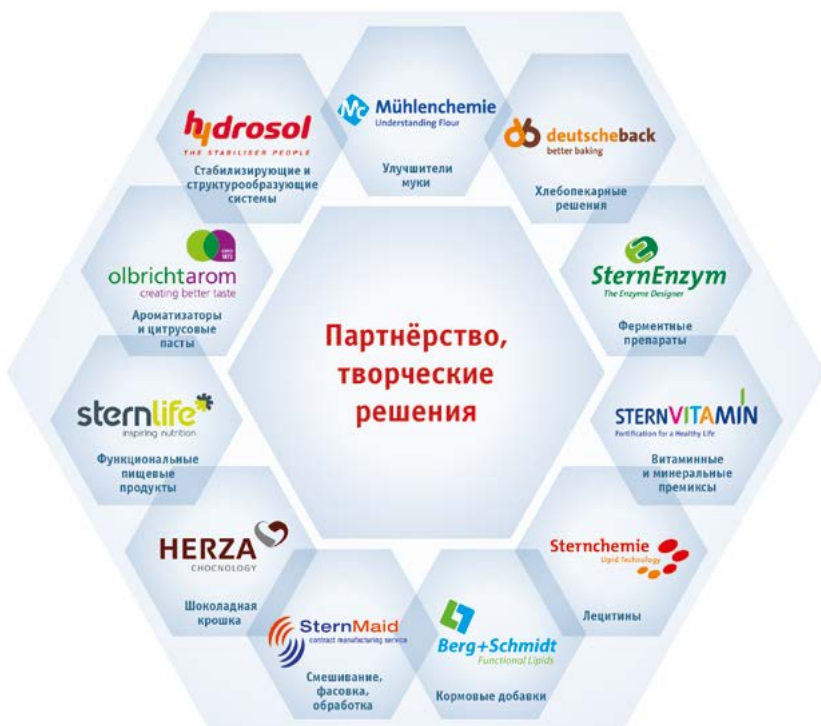 hydrosol
THE STABILISER PEOPLE
Стабилизирующие и
структурообразующие
системы
Mc Mühlenchemie
Understanding Flour
Улучшители
муки
deutscheback
better baking
Хлебопекарные
решения
olbrichtarom
creating better taste
Ароматизаторы
и цитрусовые
пасты
SternEnzym
The Enzyme Designer
Ферментные
препараты
Партнёрство,
творческие
решения
sternlife
inspiring nutrition
Функциональные
пищевые
продукты
STERNVITAMIN
Fortification for a Healthy Life
Витаминные
и минеральные
премиксы
HERZA
CHOCNOLOGY
Шоколадная
крошка
Sternchemie
Lipid Technology
Лецитины
SternMaid
contract manufacturing service
Смешивание,
фасовка,
обработка
Berg+Schmidt
Functional Lipids
Кормовые добавки